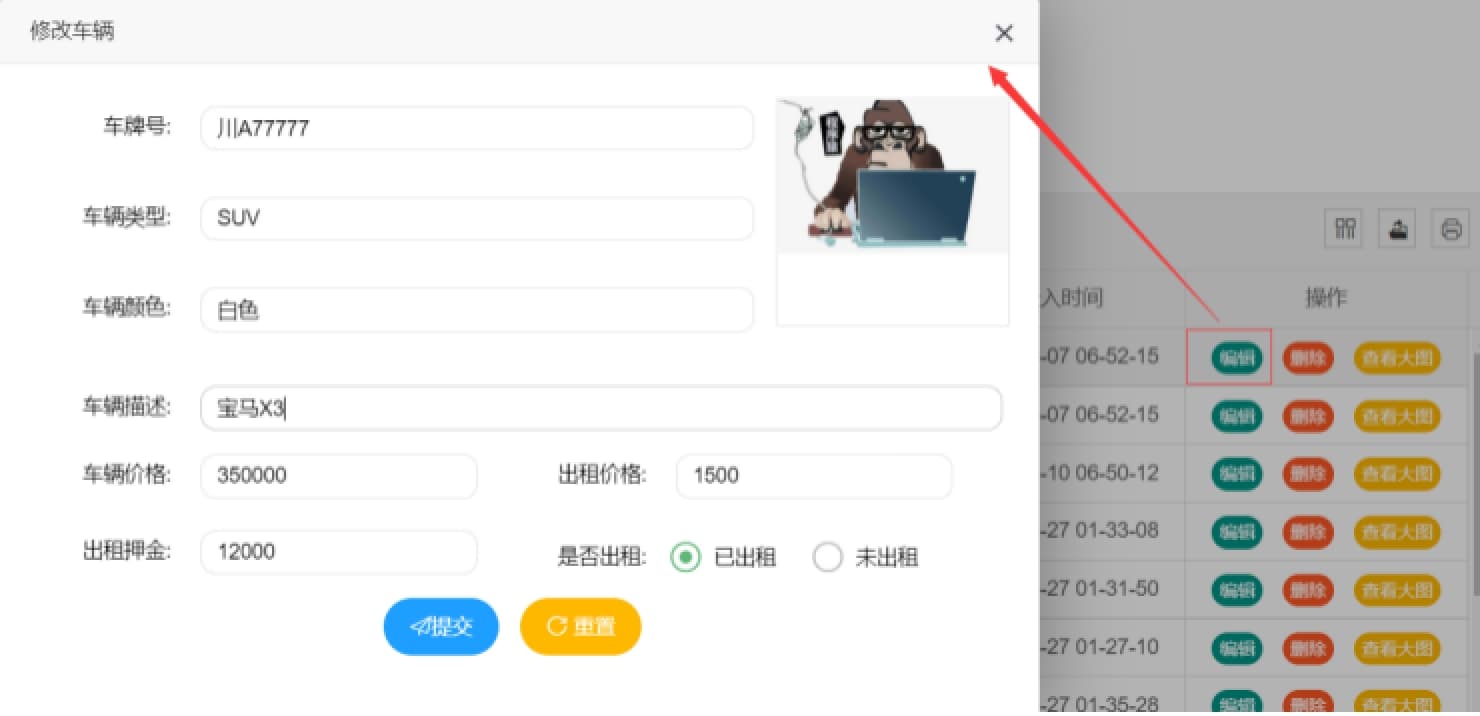 修改车辆
车牌号: 川A77777
车辆类型: SUV
车辆颜色: 白色
车辆描述: 宝马X3
车辆价格: 350000 出租价格: 1500
出租押金: 12000 是否出租: 已出租 未出租
提交 重置
入时间 操作
-07 06-52-15 编辑 删除 查看大图
-07 06-52-15 编辑 删除 查看大图
-10 06-50-12 编辑 删除 查看大图
-27 01-33-08 编辑 删除 查看大图
-27 01-31-50 编辑 删除 查看大图
-27 01-27-10 编辑 删除 查看大图
-27 01-35-28 编辑 删除 查看大图